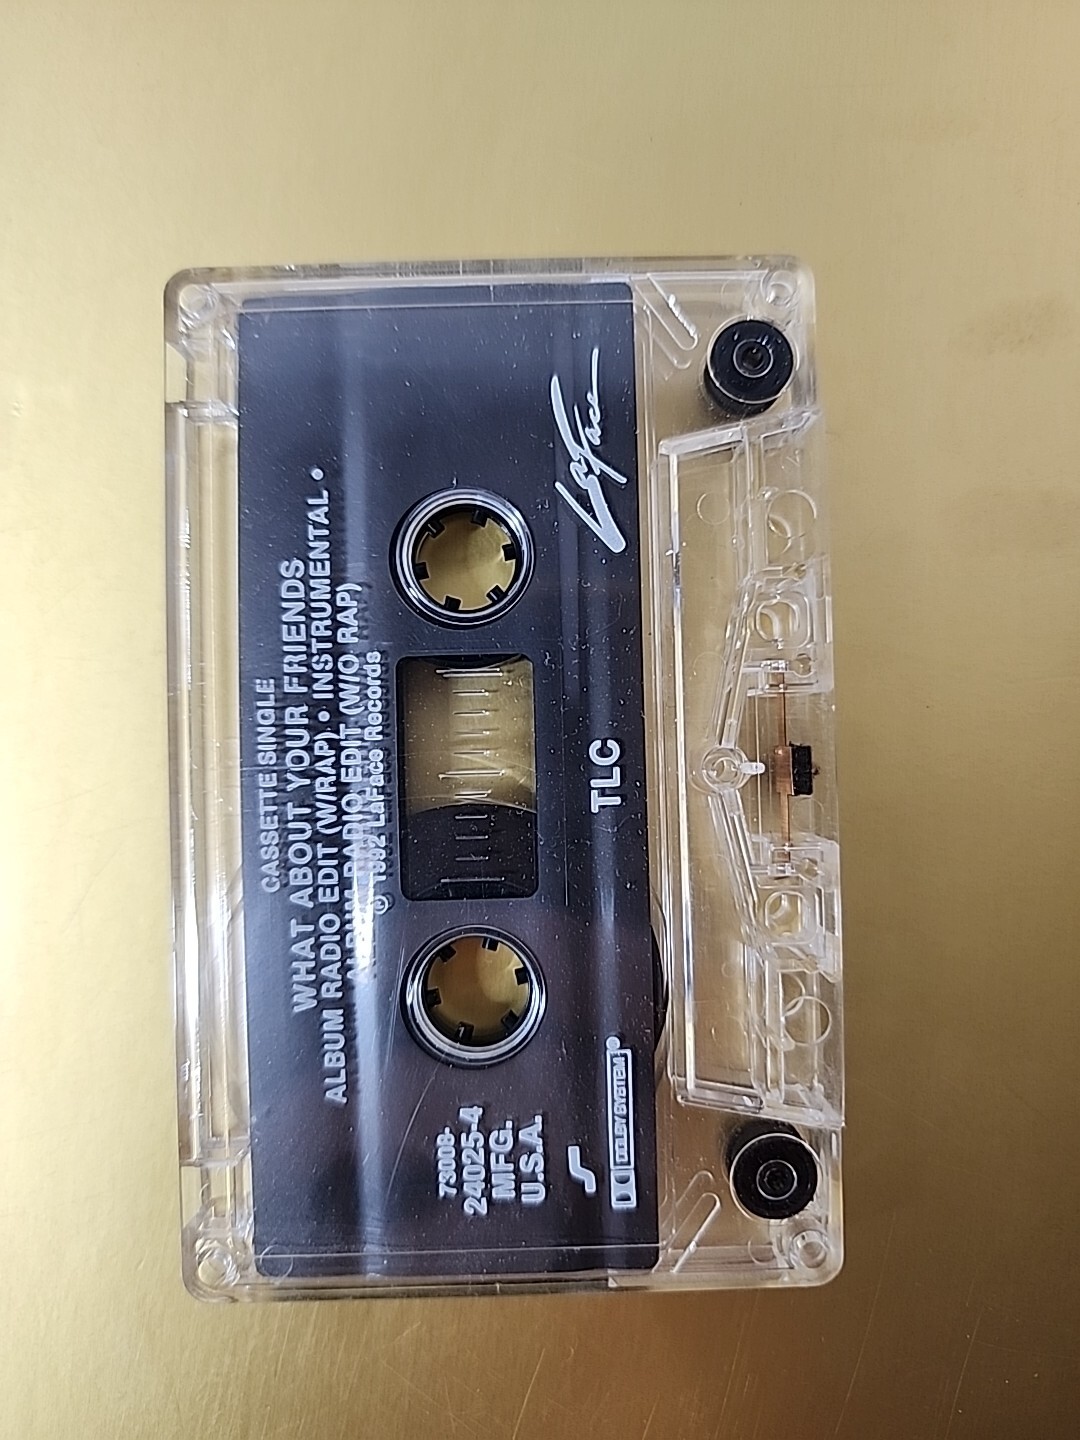 CASSETTE SINGLE
WHAT ABOUT YOUR FRIENDS
ALBUM RADIO EDIT (W/RAP) • INSTRUMENTAL •
ALBUM RADIO EDIT (W/O RAP)
© 1992 LaFace Records
73008-
24025-4
MFG.
U.S.A.
LaFace
TLC
DOLBY SYSTEM